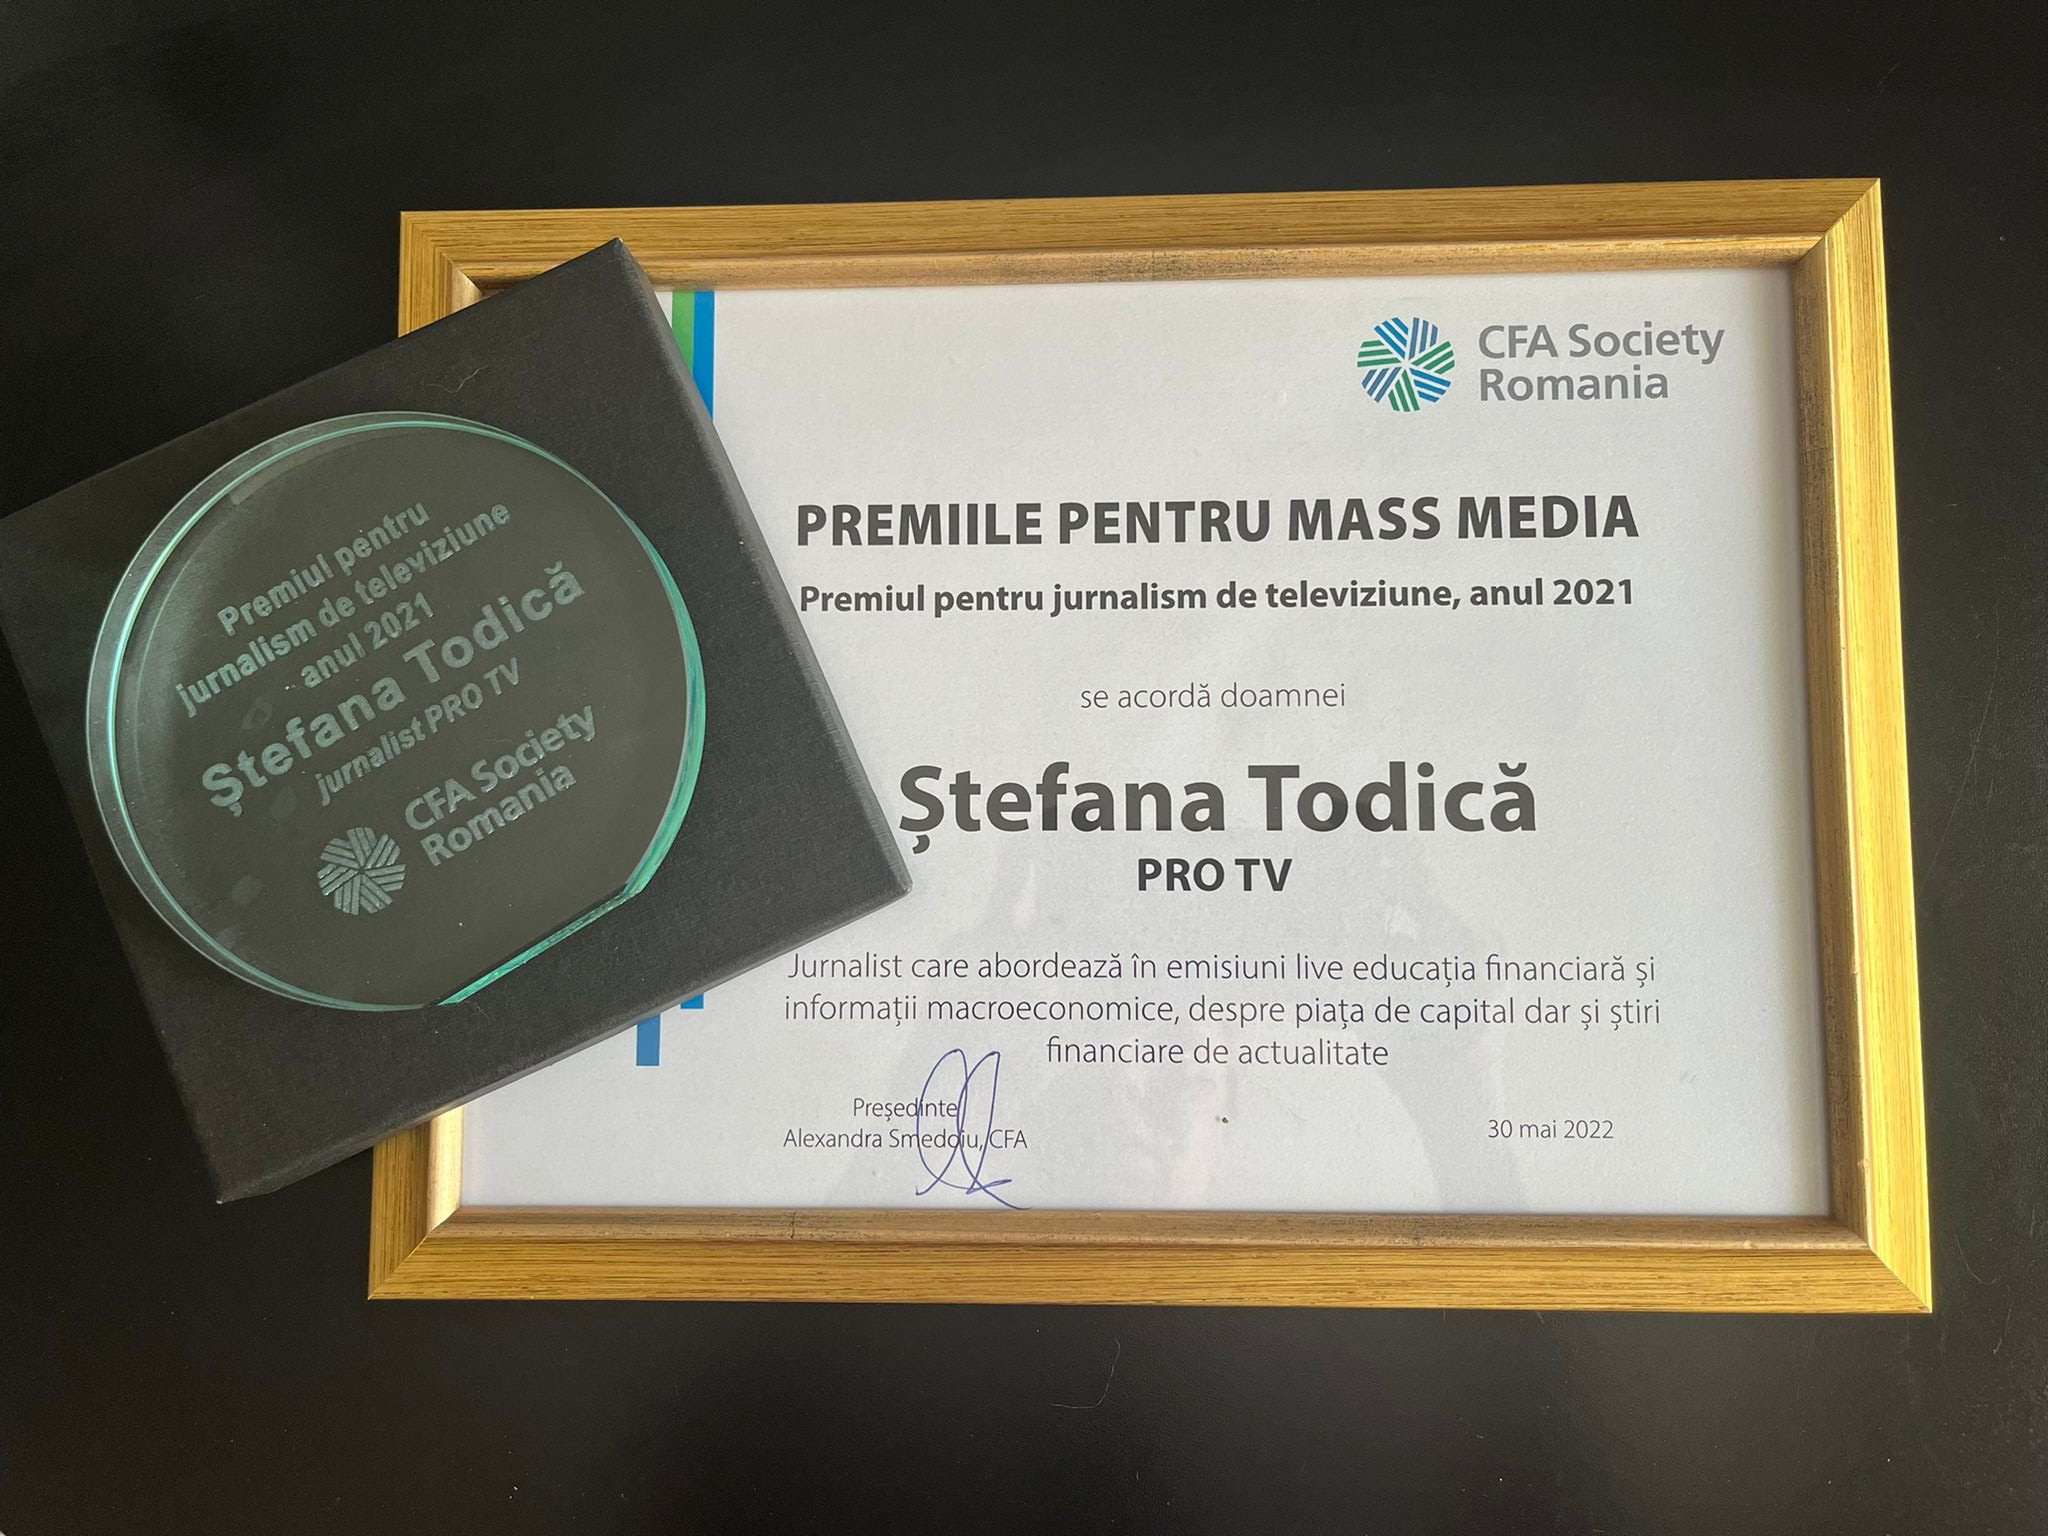 Premiul pentru
jurnalism de televiziune
anul 2021
Ștefana Todică
jurnalist PRO TV
CFA Society
Romania
CFA Society
Romania
PREMIILE PENTRU MASS MEDIA
Premiul pentru jurnalism de televiziune, anul 2021
se acordă doamnei
Ștefana Todică
PRO TV
Jurnalist care abordează în emisiuni live educația financiară și
informații macroeconomice, despre piața de capital dar și știri
financiare de actualitate
Președinte
Alexandra Smedoiu, CFA
30 mai 2022